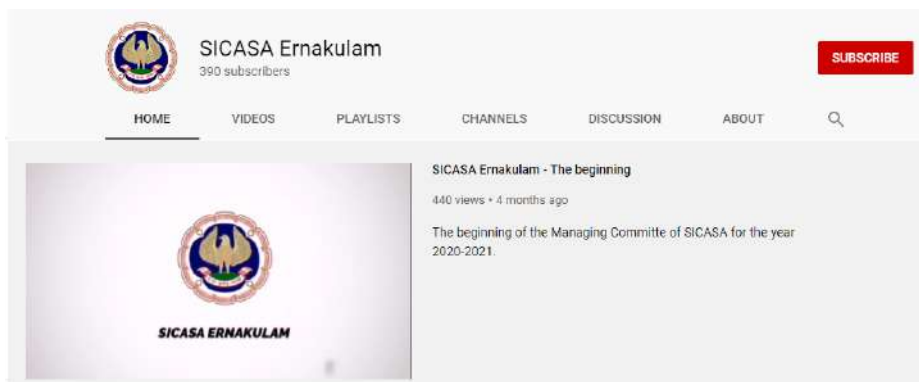 SICASA Ernakulam
390 subscribers
SUBSCRIBE
HOME VIDEOS PLAYLISTS CHANNELS DISCUSSION ABOUT
SICASA Ernakulam - The beginning
440 views • 4 months ago
The beginning of the Managing Committe of SICASA for the year
2020-2021.
SICASA ERNAKULAM